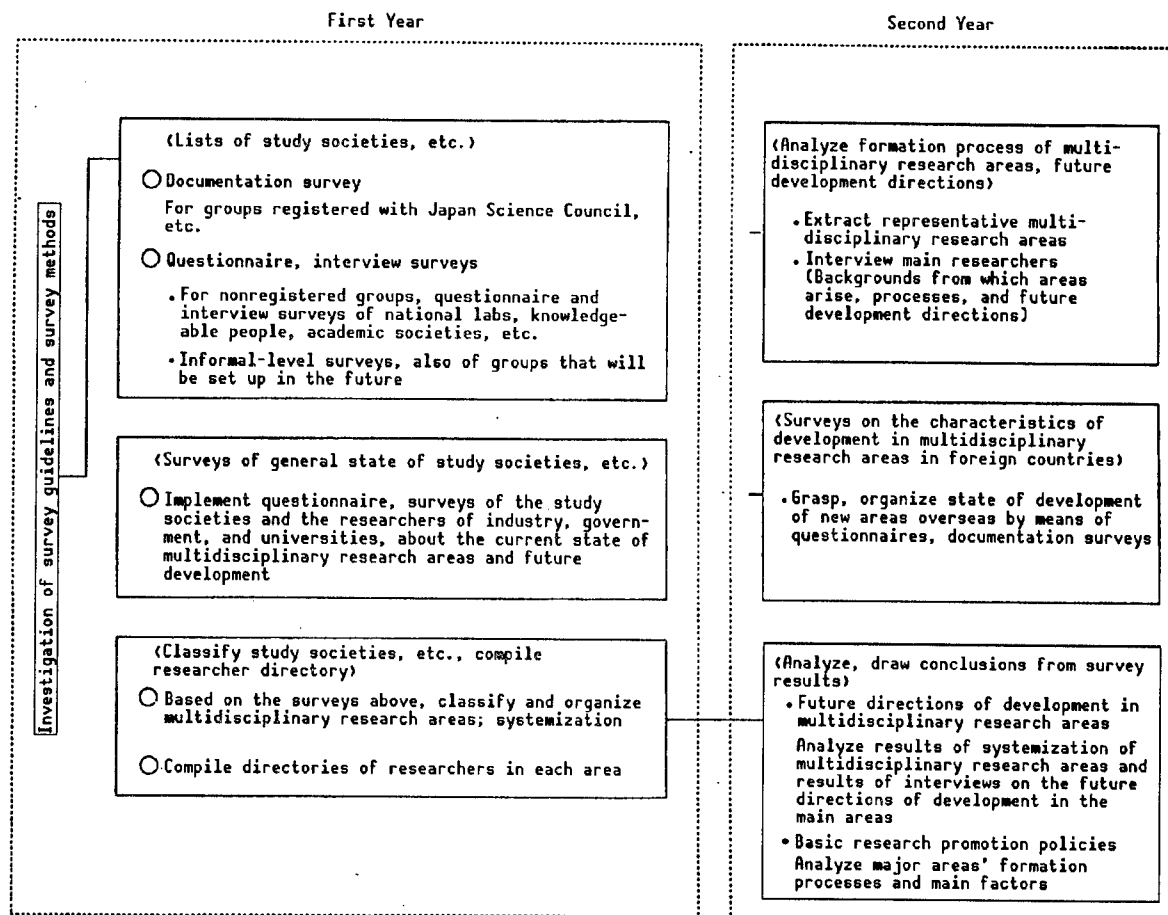 First Year
Investigation of survey guidelines and survey methods
(Lists of study societies, etc.)
Documentation survey
For groups registered with Japan Science Council,
etc.
Questionnaire, interview surveys
• For nonregistered groups, questionnaire and
interview surveys of national labs, knowledge-
able people, academic societies, etc.
• Informal-level surveys, also of groups that will
be set up in the future
(Surveys of general state of study societies, etc.)
Implement questionnaire, surveys of the study
societies and the researchers of industry, govern-
ment, and universities, about the current state of
multidisciplinary research areas and future
development
(Classify study societies, etc., compile
researcher directory)
Based on the surveys above, classify and organize
multidisciplinary research areas; systemization
Compile directories of researchers in each area
Second Year
(Analyze formation process of multi-
disciplinary research areas, future
development directions)
• Extract representative multi-
disciplinary research areas
• Interview main researchers
(Backgrounds from which areas
arise, processes, and future
development directions)
(Surveys on the characteristics of
development in multidisciplinary
research areas in foreign countries)
• Grasp, organize state of development
of new areas overseas by means of
questionnaires, documentation surveys
(Analyze, draw conclusions from survey
results)
• Future directions of development in
multidisciplinary research areas
Analyze results of systemization of
multidisciplinary research areas and
results of interviews on the future
directions of development in the
main areas
• Basic research promotion policies
Analyze major areas' formation
processes and main factors